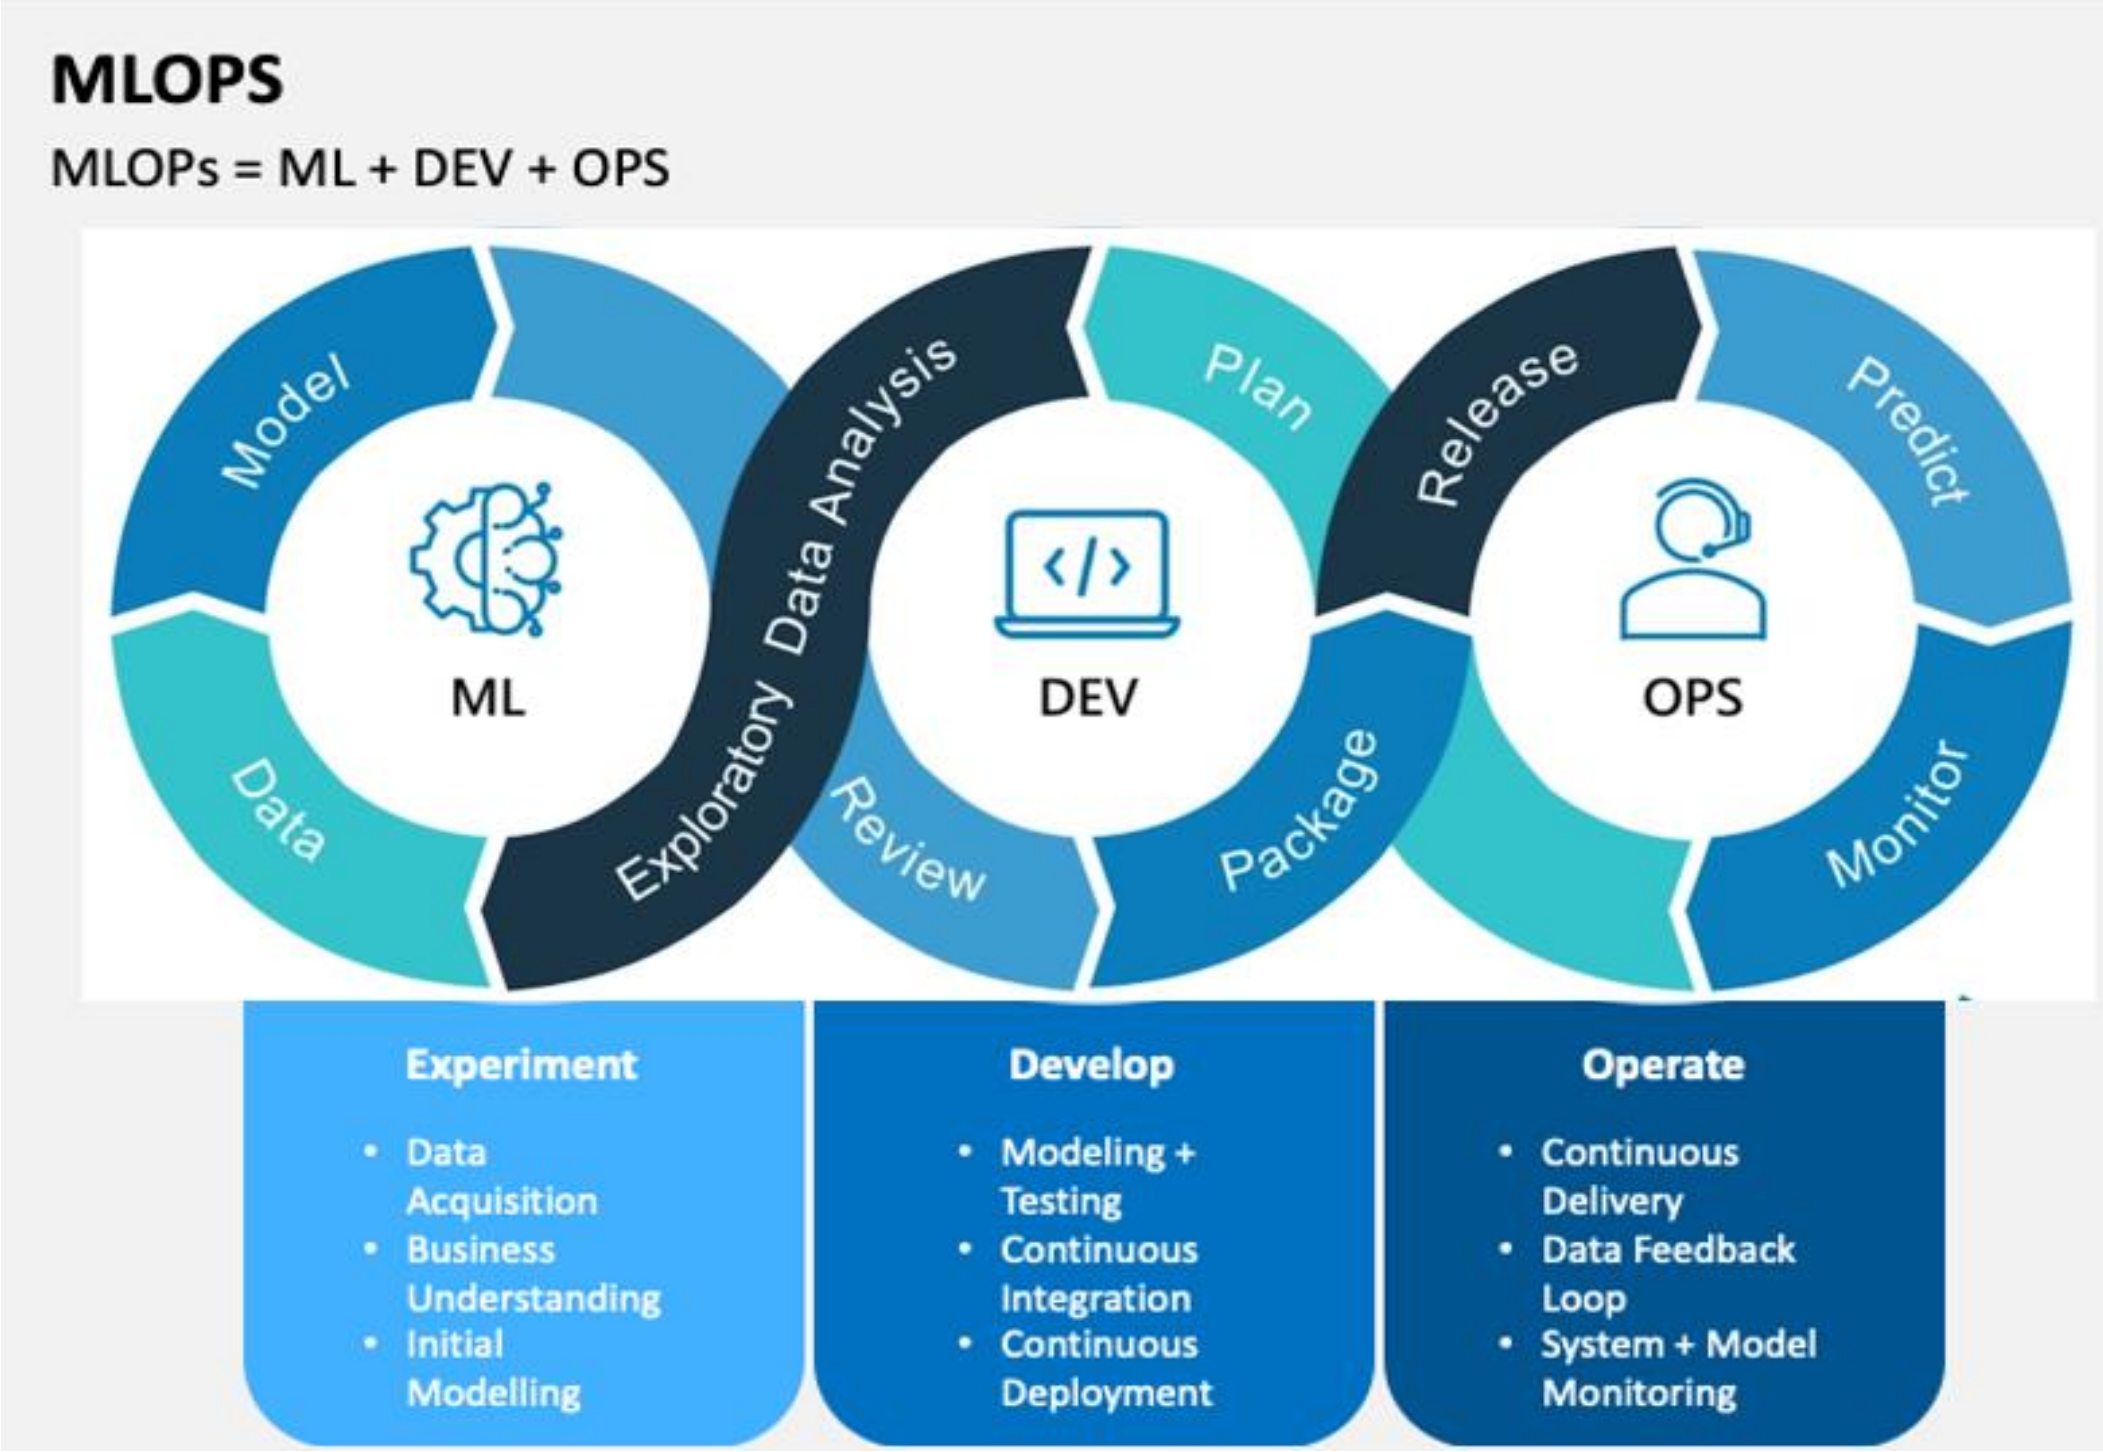 MLOPS
MLOPs = ML + DEV + OPS
Model
Data
Exploratory Data Analysis
Plan
Review
Package
Release
Predict
Monitor
ML
DEV
OPS
Experiment
• Data
Acquisition
• Business
Understanding
• Initial
Modelling
Develop
• Modeling +
Testing
• Continuous
Integration
• Continuous
Deployment
Operate
• Continuous
Delivery
• Data Feedback
Loop
• System + Model
Monitoring